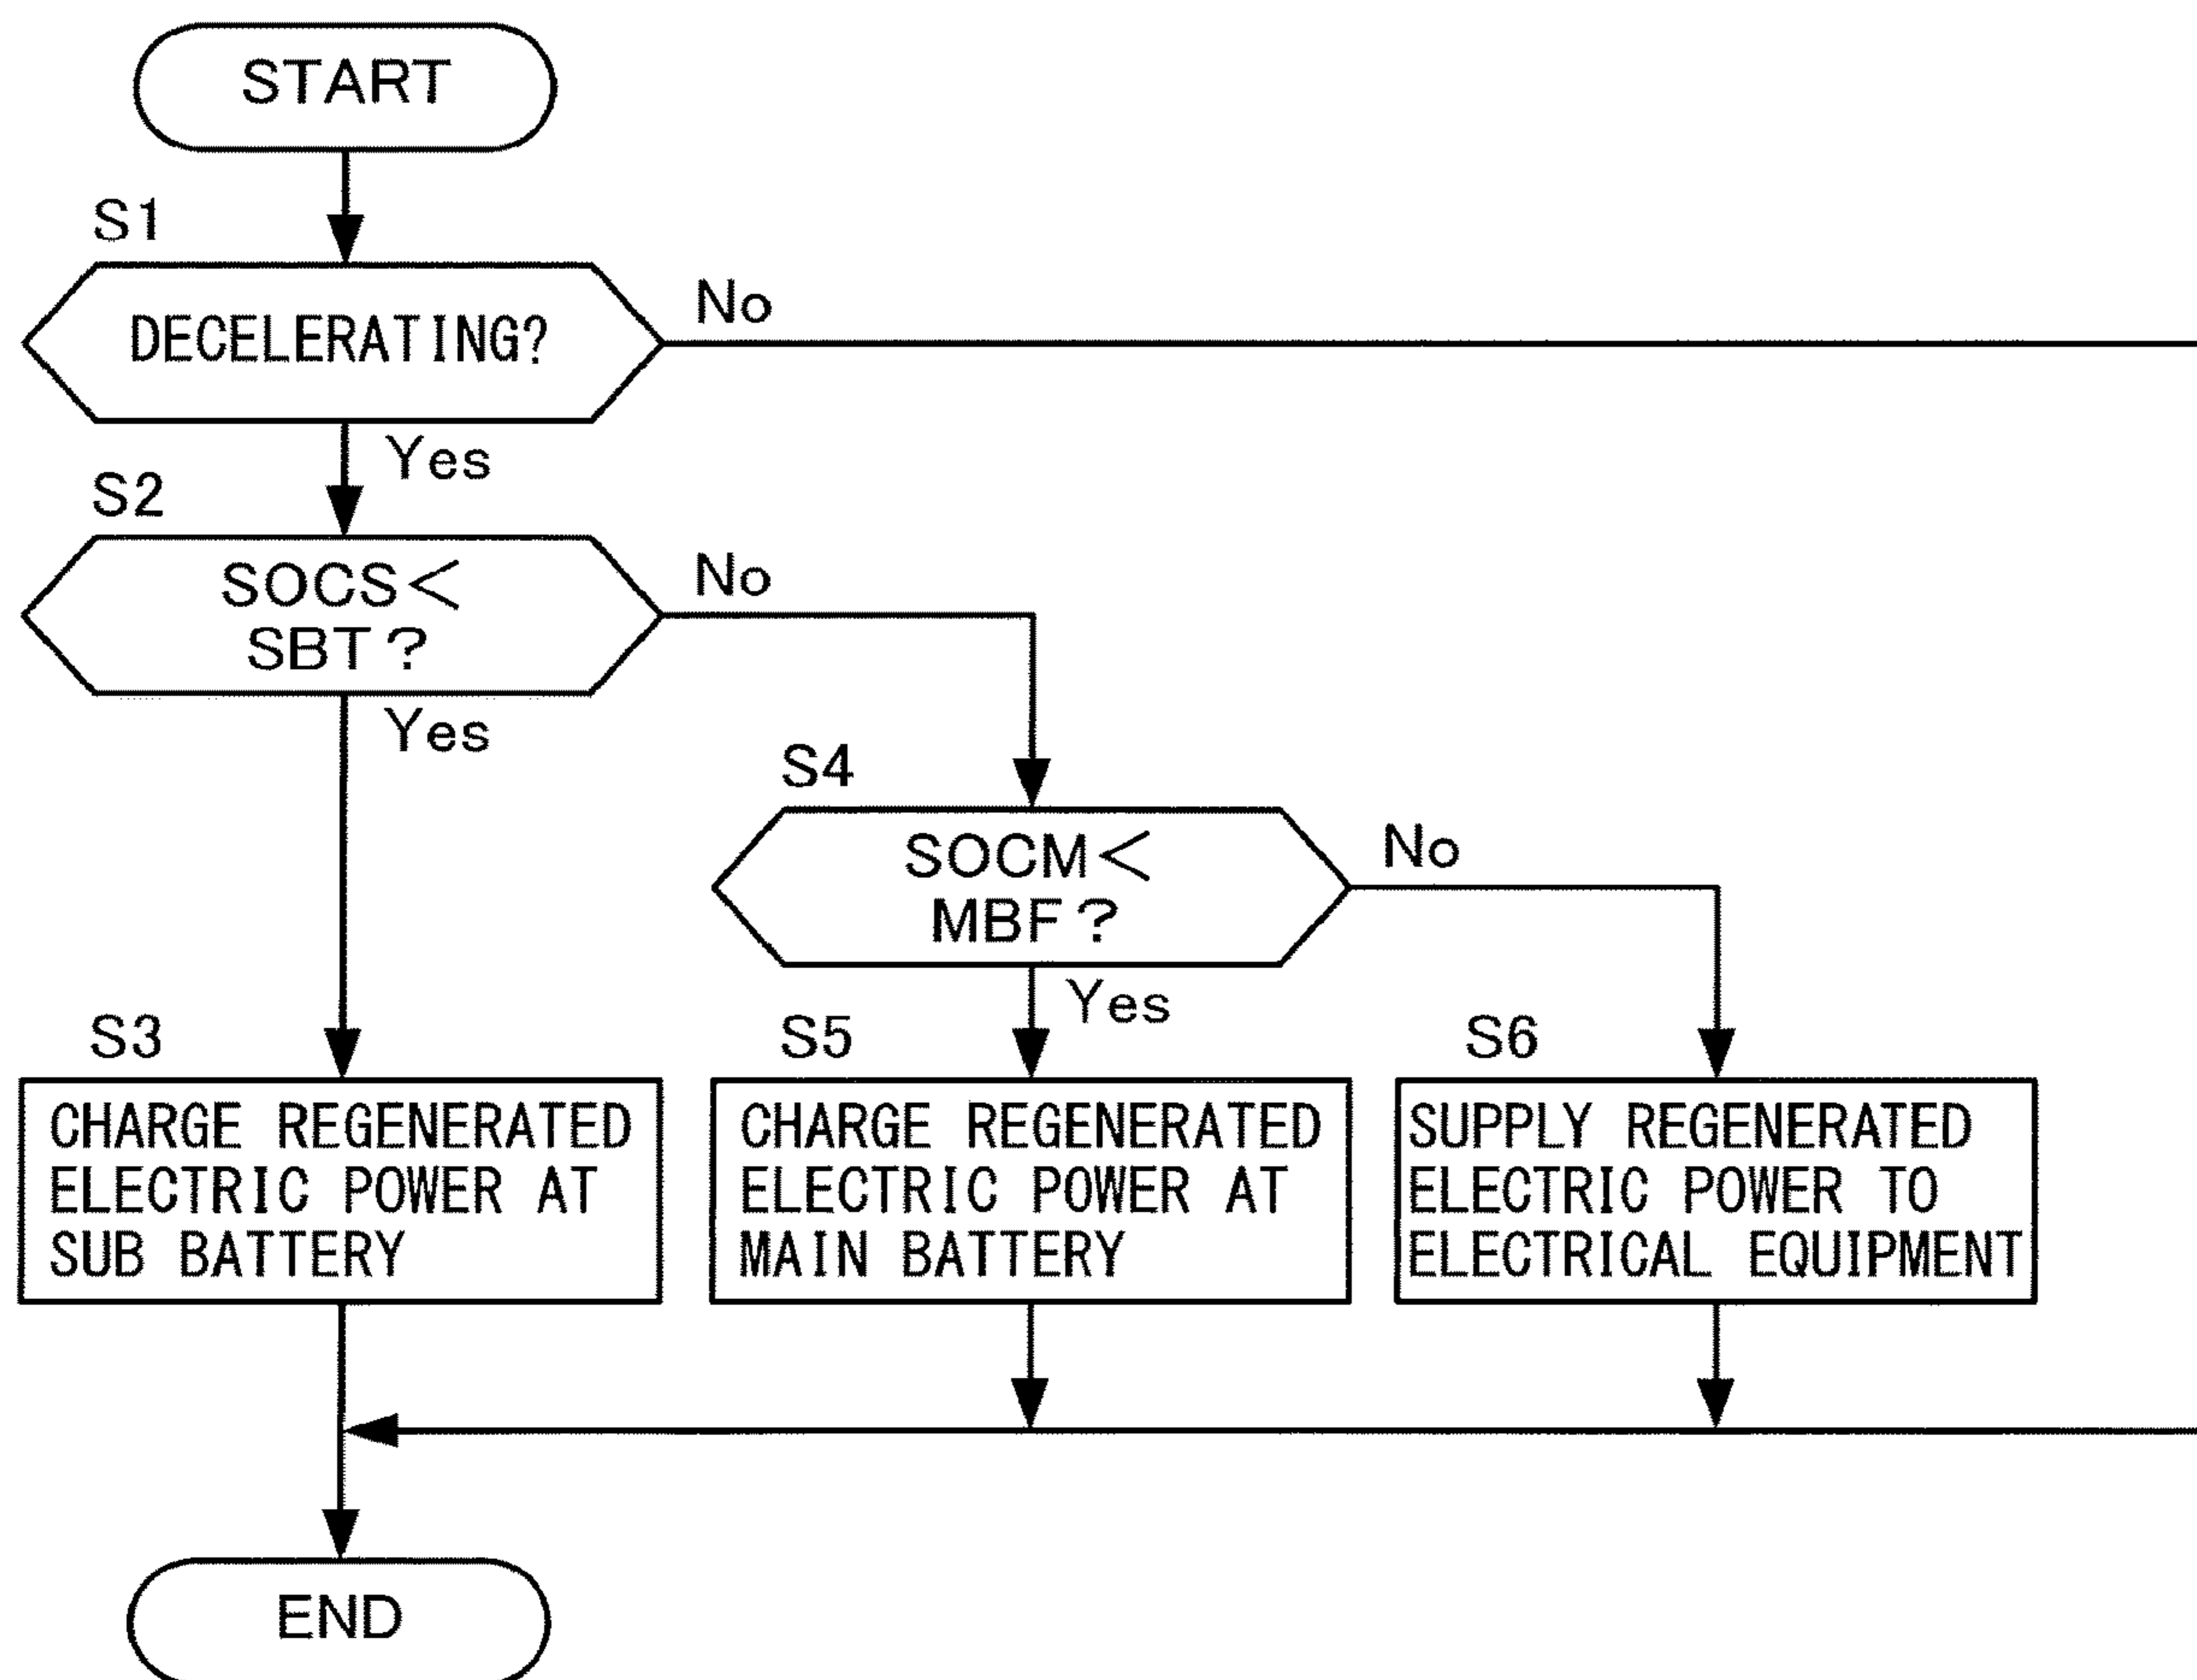 START
S1
DECELERATING?
No
Yes
S2
SOCS<
SBT?
No
Yes
S4
SOCM<
MBF?
No
Yes
S3
CHARGE REGENERATED
ELECTRIC POWER AT
SUB BATTERY
S5
CHARGE REGENERATED
ELECTRIC POWER AT
MAIN BATTERY
S6
SUPPLY REGENERATED
ELECTRIC POWER TO
ELECTRICAL EQUIPMENT
END